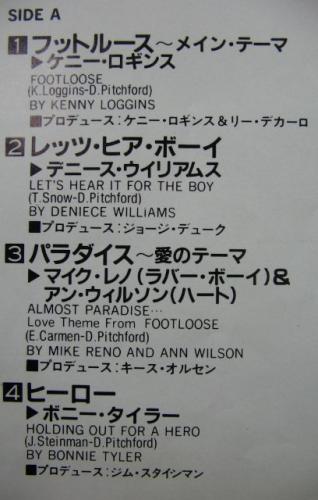 SIDE A
1 フットルース〜メイン・テーマ
▶ケニー・ロギンス
FOOTLOOSE
(K.Loggins-D.Pitchford)
BY KENNY LOGGINS
■プロデュース:ケニー・ロギンス&リー・デカーロ
2 レッツ・ヒア・ボーイ
▶デニース・ウイリアムス
LET'S HEAR IT FOR THE BOY
(T.Snow-D.Pitchford)
BY DENIECE WILLIAMS
■プロデュース:ジョージ・デューク
3 パラダイス〜愛のテーマ
▶マイク・レノ(ラバー・ボーイ)&
アン・ウィルソン(ハート)
ALMOST PARADISE…
Love Theme From FOOTLOOSE
(E.Carmen-D.Pitchford)
BY MIKE RENO AND ANN WILSON
■プロデュース:キース・オルセン
4 ヒーロー
▶ボニー・タイラー
HOLDING OUT FOR A HERO
(J.Steinman-D.Pitchford)
BY BONNIE TYLER
■プロデュース:ジム・スタインマン